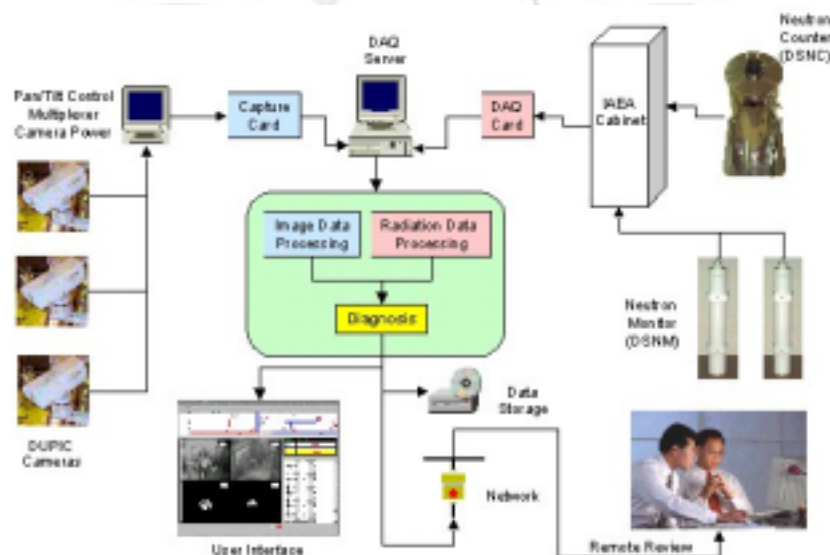 DAQ
Server
Neutron
Counter
(DSNC)
Pan/Tilt Control
Multiplexer
Camera Power
Capture
Card
DAQ
Card
IAEA
Cabinet
Image Data
Processing
Radiation Data
Processing
Diagnosis
Neutron
Monitor
(DSNM)
Data
Storage
DUPIC
Cameras
Network
User Interface
Remote Review